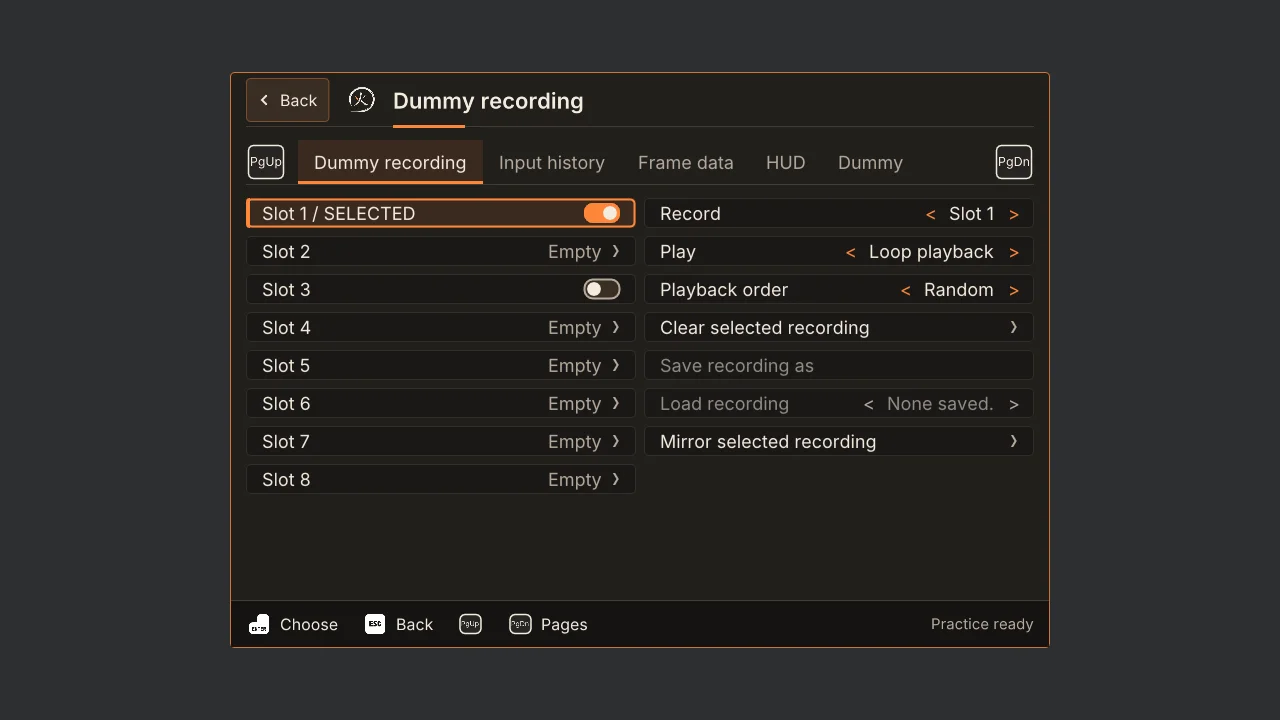 Back
火
Dummy recording
PgUp
Dummy recording
Input history
Frame data
HUD
Dummy
PgDn
Slot 1 / SELECTED
Slot 2 Empty
Slot 3
Slot 4 Empty
Slot 5 Empty
Slot 6 Empty
Slot 7 Empty
Slot 8 Empty
Record < Slot 1 >
Play < Loop playback >
Playback order < Random >
Clear selected recording
Save recording as
Load recording < None saved. >
Mirror selected recording
ENTER Choose
ESC Back
PgUp
PgDn Pages
Practice ready